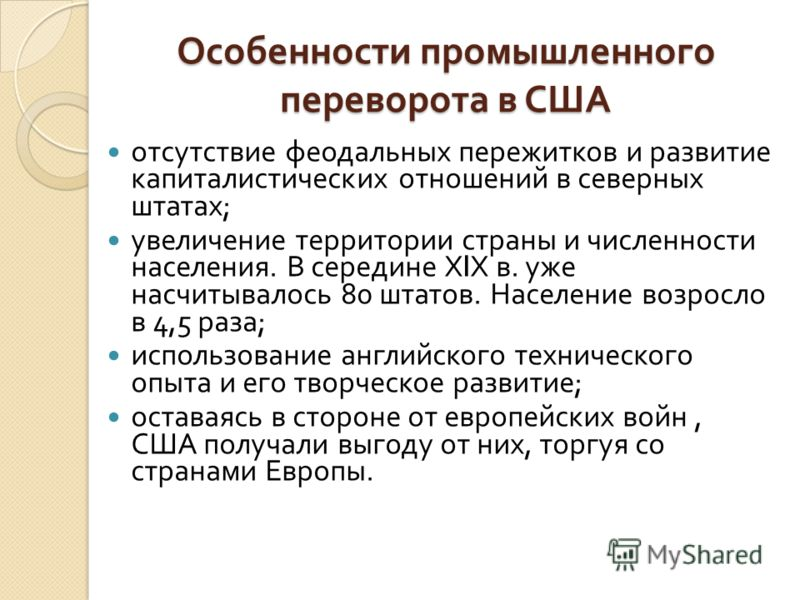 Особенности промышленного
переворота в США
отсутствие феодальных пережитков и развитие
капиталистических отношений в северных
штатах;
увеличение территории страны и численности
населения. В середине XIX в. уже
насчитывалось 80 штатов. Население возросло
в 4,5 раза;
использование английского технического
опыта и его творческое развитие;
оставаясь в стороне от европейских войн ,
США получали выгоду от них, торгуя со
странами Европы.
MyShared